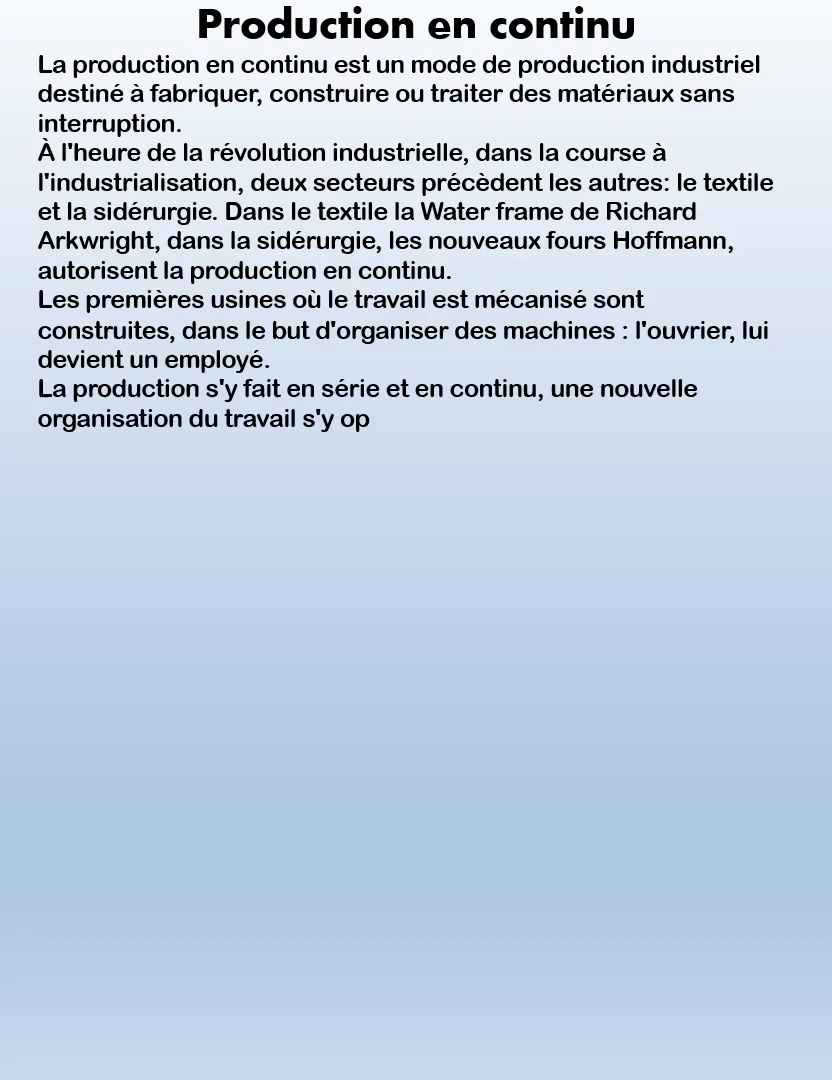 Production en continu
La production en continu est un mode de production industriel
destiné à fabriquer, construire ou traiter des matériaux sans
interruption.
À l'heure de la révolution industrielle, dans la course à
l'industrialisation, deux secteurs précèdent les autres: le textile
et la sidérurgie. Dans le textile la Water frame de Richard
Arkwright, dans la sidérurgie, les nouveaux fours Hoffmann,
autorisent la production en continu.
Les premières usines où le travail est mécanisé sont
construites, dans le but d'organiser des machines : l'ouvrier, lui
devient un employé.
La production s'y fait en série et en continu, une nouvelle
organisation du travail s'y op